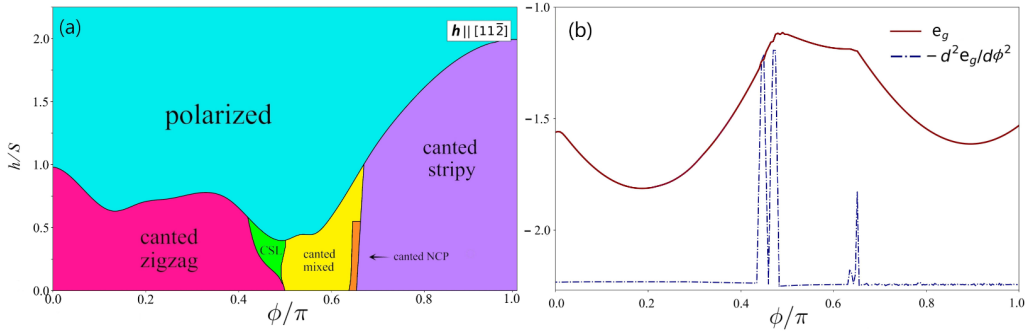 (a)
h || [112̄]
2.0
1.5
1.0
0.5
0.0
h/S
polarized
canted
zigzag
CSL
canted
mixed
canted NCP
canted
stripy
0.0
0.2
0.4
0.6
0.8
1.0
ϕ/π
(b)
e_g
− d²e_g/dϕ²
−1.0
−1.5
−2.0
0.0
0.2
0.4
0.6
0.8
1.0
ϕ/π